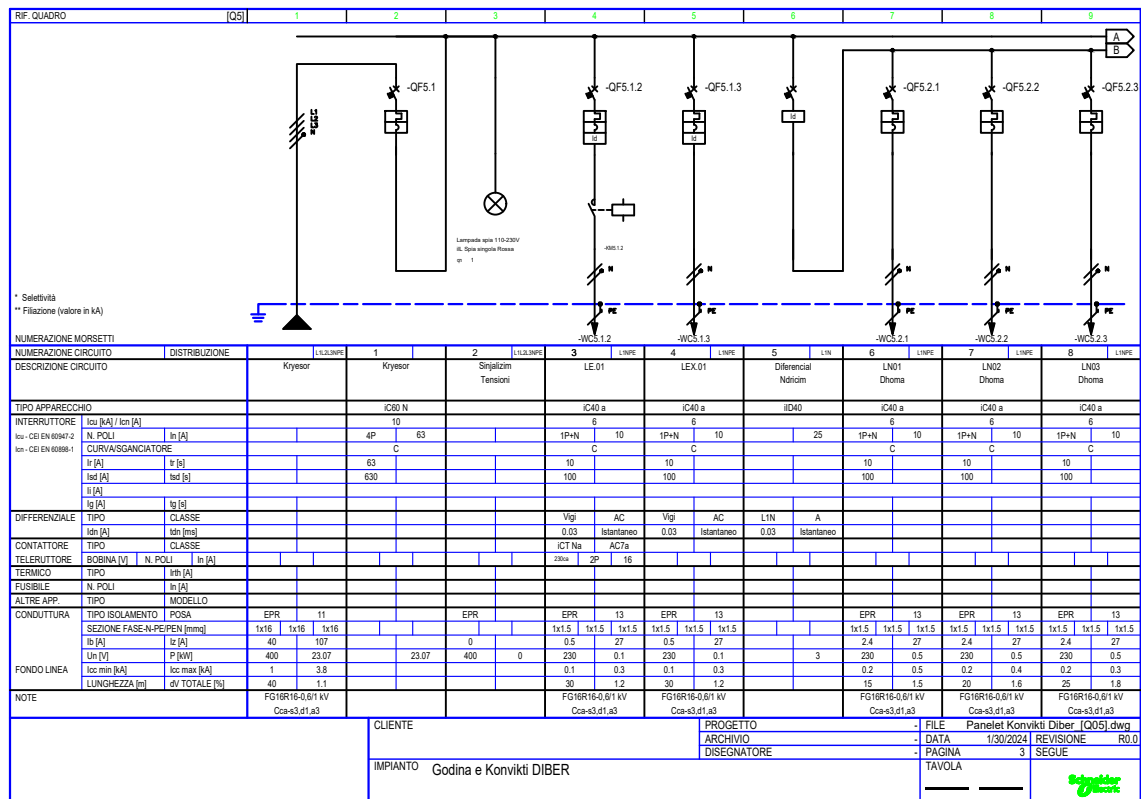 RIF. QUADRO [Q5] 1 2 3 4 5 6 7 8 9
A
B
-QF5.1 -QF5.1.2 -QF5.1.3 -QF5.2.1 -QF5.2.2 -QF5.2.3
Id Id Id
Lampada spia 110-230V
iIL Spia singola Rossa
qn 1
-KM5.1.2
N N N N N
* Selettività
** Filiazione (valore in kA)
PE PE PE PE PE
NUMERAZIONE MORSETTI -WC5.1.2 -WC5.1.3 -WC5.2.1 -WC5.2.2 -WC5.2.3
NUMERAZIONE CIRCUITO DISTRIBUZIONE L1L2L3NPE 1 2 L1L2L3NPE 3 L1NPE 4 L1NPE 5 L1N 6 L1NPE 7 L1NPE 8 L1NPE
DESCRIZIONE CIRCUITO Kryesor Kryesor Sinjalizim LE.01 LEX.01 Diferencial LN01 LN02 LN03
Tensioni Ndricim Dhoma Dhoma Dhoma
TIPO APPARECCHIO iC60 N iC40 a iC40 a iID40 iC40 a iC40 a iC40 a
INTERRUTTORE Icu [kA] / Icn [A] 10 6 6 6 6 6
Icu - CEI EN 60947-2 N. POLI In [A] 4P 63 1P+N 10 1P+N 10 25 1P+N 10 1P+N 10 1P+N 10
Icn - CEI EN 60898-1 CURVA/SGANCIATORE C C C C C C
Ir [A] tr [s] 63 10 10 10 10 10
Isd [A] tsd [s] 630 100 100 100 100 100
Ii [A]
Ig [A] tg [s]
DIFFERENZIALE TIPO CLASSE Vigi AC Vigi AC L1N A
Idn [A] tdn [ms] 0.03 Istantaneo 0.03 Istantaneo 0.03 Istantaneo
CONTATTORE TIPO CLASSE iCT Na AC7a
TELERUTTORE BOBINA [V] N. POLI In [A] 230ca 2P 16
TERMICO TIPO Irth [A]
FUSIBILE N. POLI In [A]
ALTRE APP. TIPO MODELLO
CONDUTTURA TIPO ISOLAMENTO POSA EPR 11 EPR EPR 13 EPR 13 EPR 13 EPR 13 EPR 13
SEZIONE FASE-N-PE/PEN [mmq] 1x16 1x16 1x16 1x1.5 1x1.5 1x1.5 1x1.5 1x1.5 1x1.5 1x1.5 1x1.5 1x1.5 1x1.5 1x1.5 1x1.5 1x1.5 1x1.5 1x1.5
Ib [A] Iz [A] 40 107 0 0.5 27 0.5 27 2.4 27 2.4 27 2.4 27
Un [V] P [kW] 400 23.07 23.07 400 0 230 0.1 230 0.1 3 230 0.5 230 0.5 230 0.5
FONDO LINEA Icc min [kA] Icc max [kA] 1 3.8 0.1 0.3 0.1 0.3 0.2 0.5 0.2 0.4 0.2 0.3
LUNGHEZZA [m] dV TOTALE [%] 40 1.1 30 1.2 30 1.2 15 1.5 20 1.6 25 1.8
NOTE FG16R16-0,6/1 kV FG16R16-0,6/1 kV FG16R16-0,6/1 kV FG16R16-0,6/1 kV FG16R16-0,6/1 kV FG16R16-0,6/1 kV
Cca-s3,d1,a3 Cca-s3,d1,a3 Cca-s3,d1,a3 Cca-s3,d1,a3 Cca-s3,d1,a3 Cca-s3,d1,a3
CLIENTE PROGETTO - FILE Panelet Konvikti Diber_[Q05].dwg
ARCHIVIO - DATA 1/30/2024 REVISIONE R0.0
DISEGNATORE - PAGINA 3 SEGUE
IMPIANTO Godina e Konvikti DIBER TAVOLA
Schneider
Electric